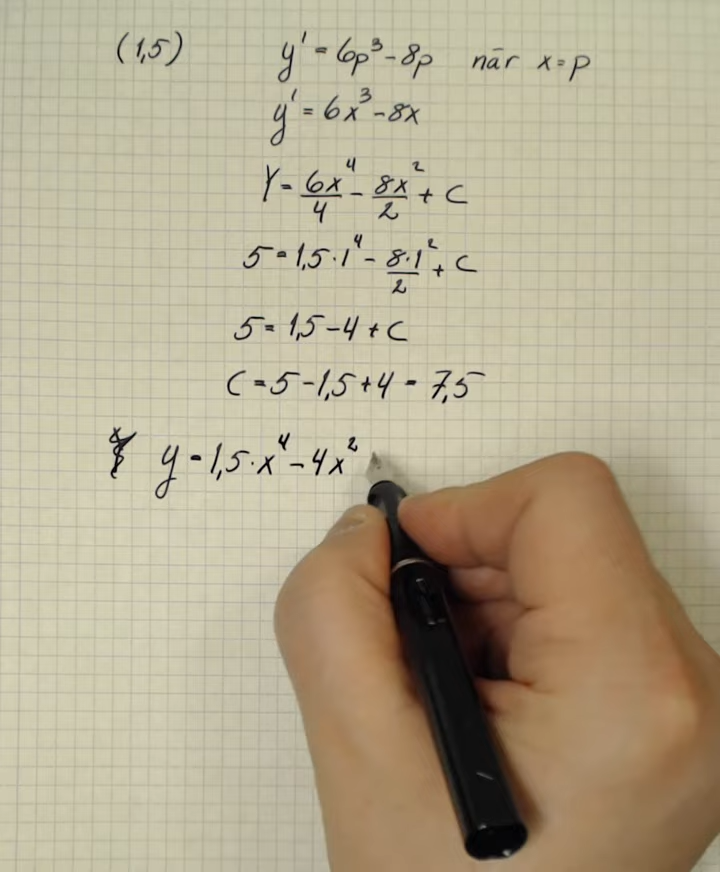 (1,5) y' = 6p³ - 8p när x = p
y' = 6x³ - 8x
Y = 6x⁴/4 - 8x²/2 + C
5 = 1,5 · 1⁴ - 8·1²/2 + C
5 = 1,5 - 4 + C
C = 5 - 1,5 + 4 = 7,5
y = 1,5 · x⁴ - 4x²